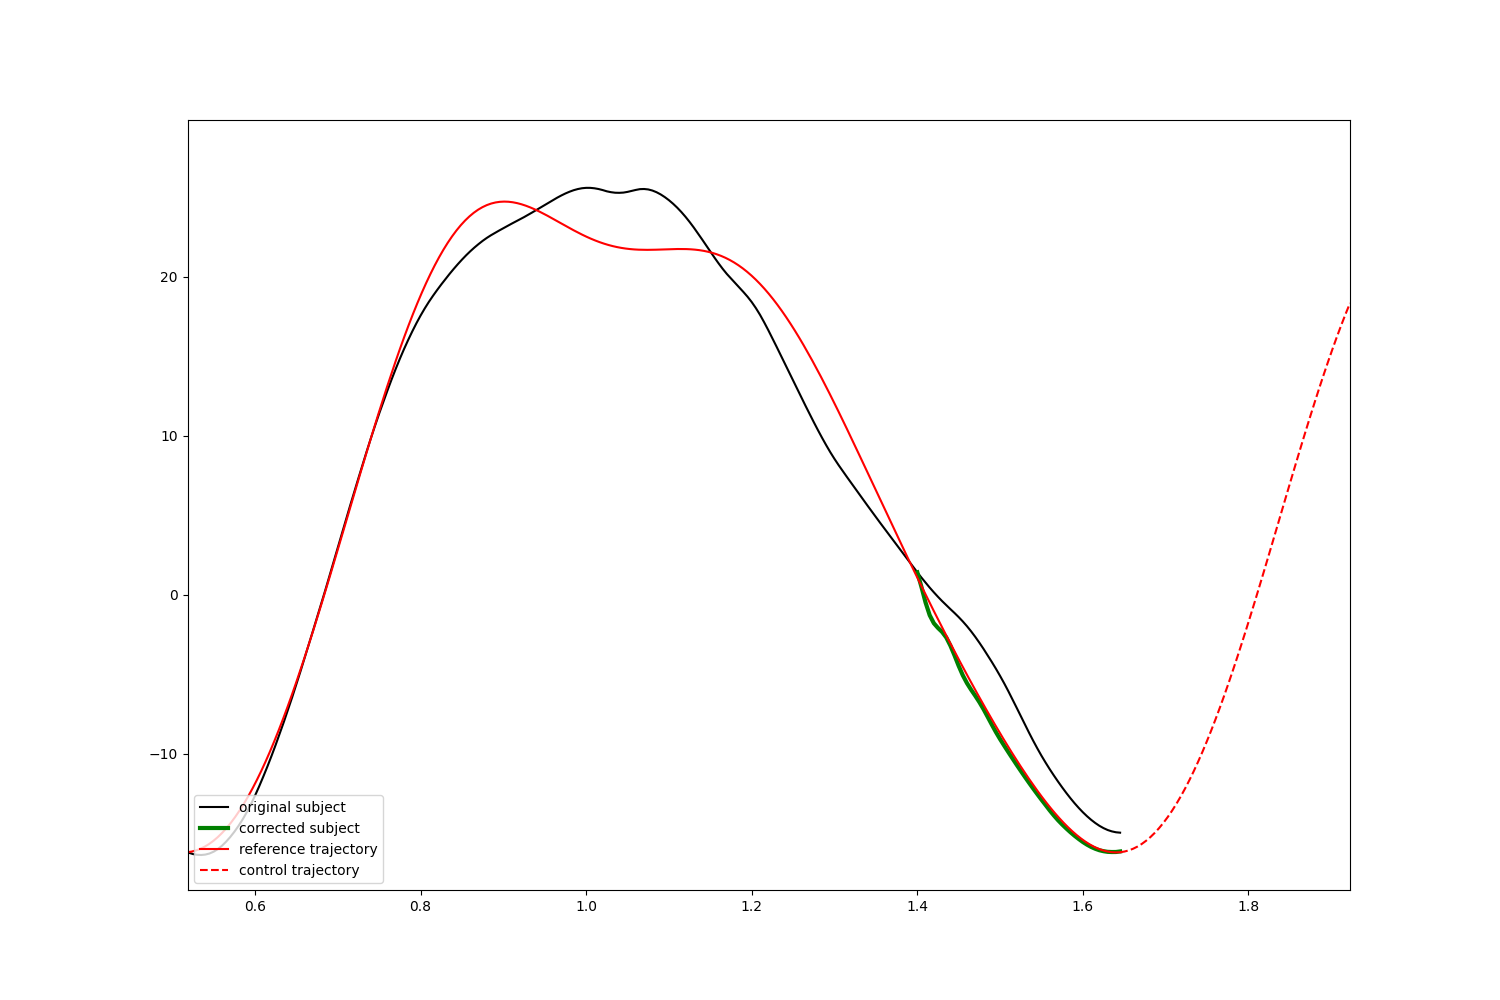 20
10
0
−10
original subject
corrected subject
reference trajectory
control trajectory
0.6 0.8 1.0 1.2 1.4 1.6 1.8